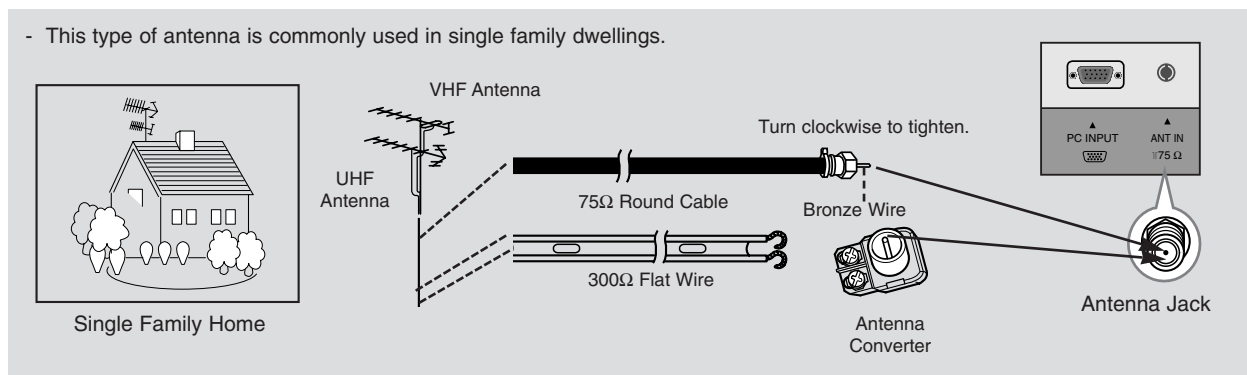 - This type of antenna is commonly used in single family dwellings.
VHF Antenna
Turn clockwise to tighten.
PC INPUT
ANT IN
75 Ω
UHF
Antenna
75Ω Round Cable
Bronze Wire
300Ω Flat Wire
Antenna Jack
Single Family Home
Antenna
Converter